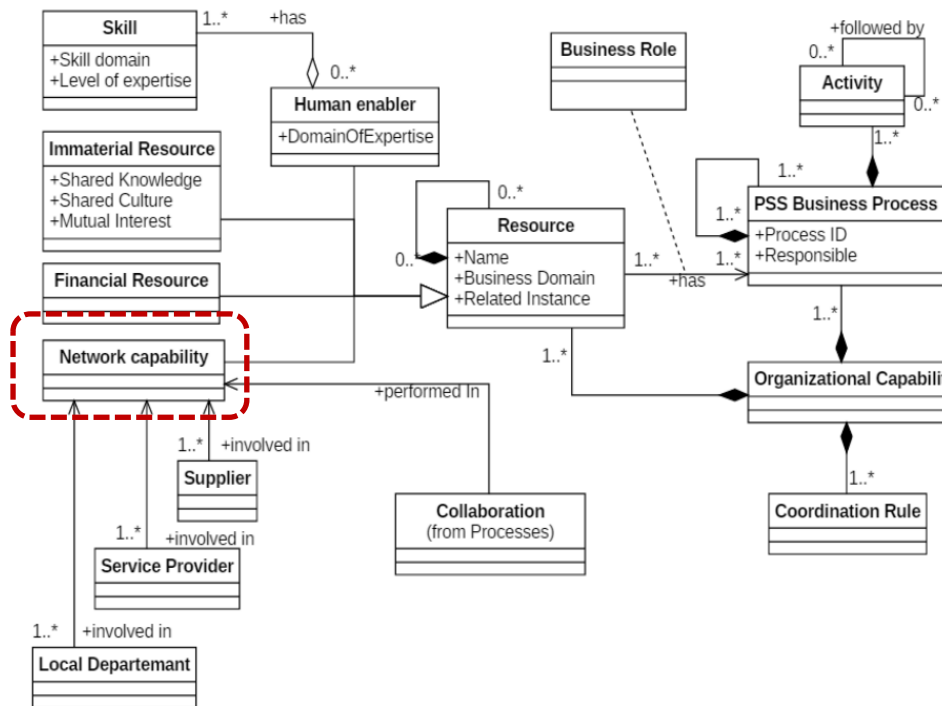 Skill
+Skill domain
+Level of expertise
1..*
+has
0..*
Human enabler
+DomainOfExpertise
Business Role
+followed by
0..*
Activity
0..*
1..*
Immaterial Resource
+Shared Knowledge
+Shared Culture
+Mutual Interest
0..*
0..*
Resource
+Name
+Business Domain
+Related Instance
1..*
+has
1..*
1..*
1..*
PSS Business Process
+Process ID
+Responsible
Financial Resource
Network capability
1..*
1..*
Organizational Capabilit
+performed In
1..*
+involved in
Supplier
1..*
Coordination Rule
Collaboration
(from Processes)
1..*
+involved in
Service Provider
1..*
+involved in
Local Departemant